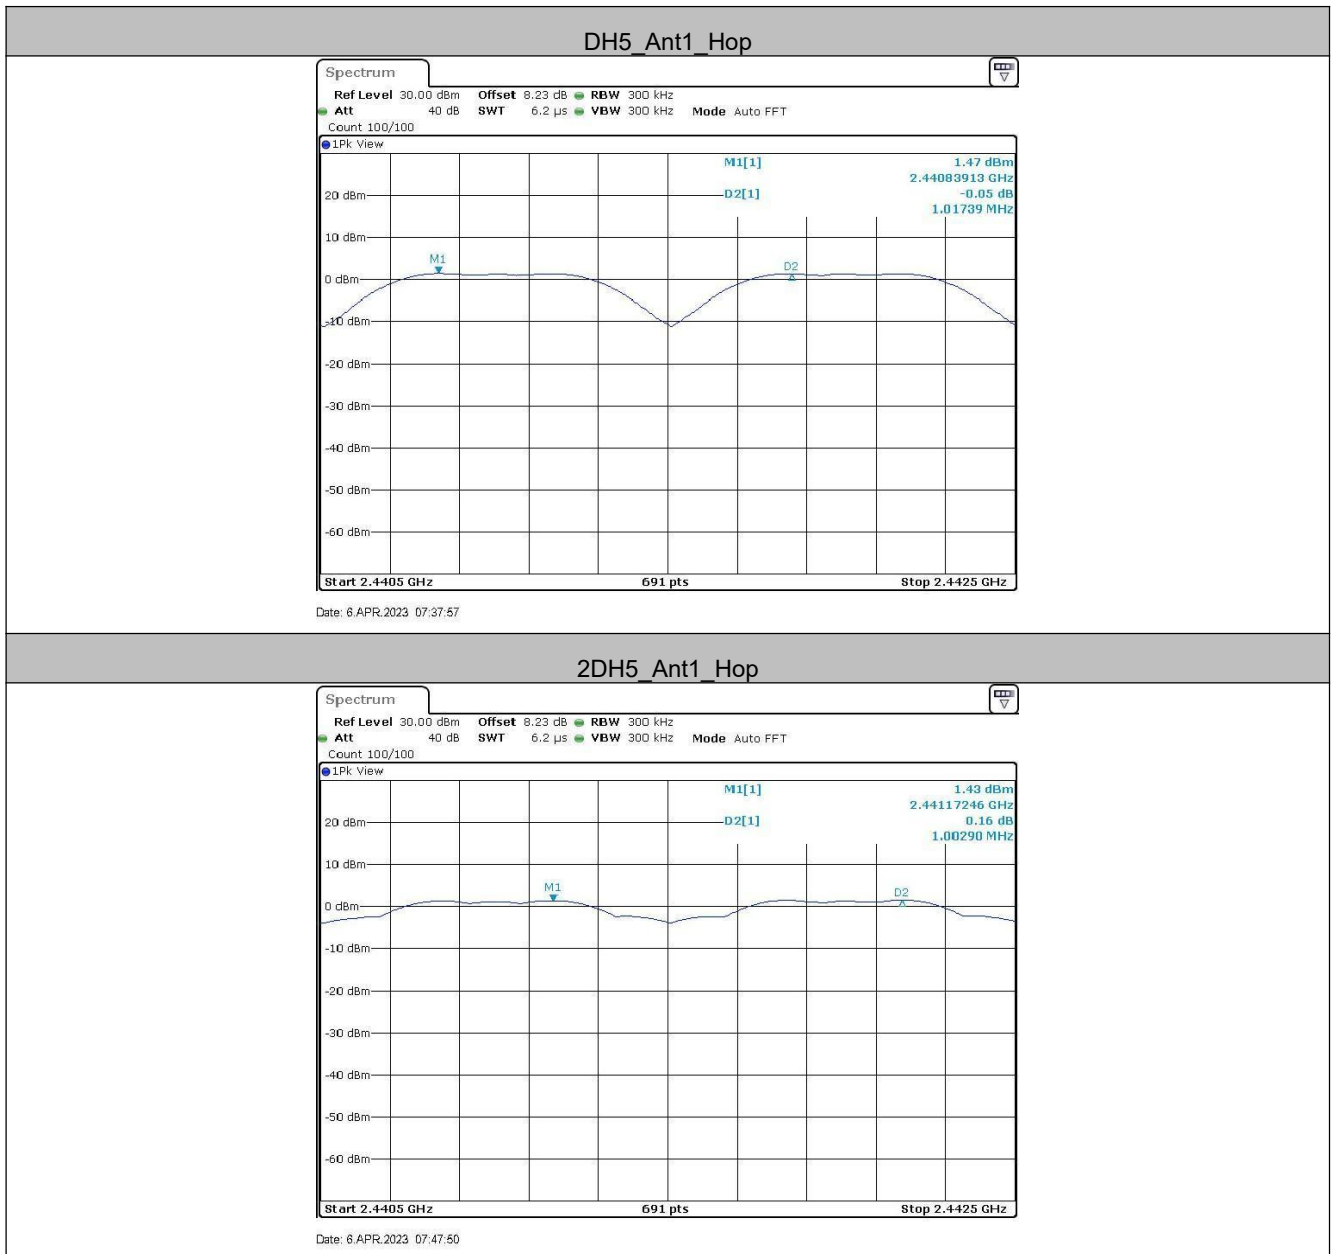 DH5_Ant1_Hop
Spectrum
Ref Level 30.00 dBm Offset 8.23 dB RBW 300 kHz
Att 40 dB SWT 6.2 µs VBW 300 kHz Mode Auto FFT
Count 100/100
1Pk View
M1[1] 1.47 dBm
2.44083913 GHz
20 dBm D2[1] -0.05 dB
1.01739 MHz
10 dBm
M1
D2
0 dBm
-10 dBm
-20 dBm
-30 dBm
-40 dBm
-50 dBm
-60 dBm
Start 2.4405 GHz 691 pts Stop 2.4425 GHz
Date: 6.APR.2023 07:37:57
2DH5_Ant1_Hop
Spectrum
Ref Level 30.00 dBm Offset 8.23 dB RBW 300 kHz
Att 40 dB SWT 6.2 µs VBW 300 kHz Mode Auto FFT
Count 100/100
1Pk View
M1[1] 1.43 dBm
2.44117246 GHz
20 dBm D2[1] 0.16 dB
1.00290 MHz
10 dBm
M1
D2
0 dBm
-10 dBm
-20 dBm
-30 dBm
-40 dBm
-50 dBm
-60 dBm
Start 2.4405 GHz 691 pts Stop 2.4425 GHz
Date: 6.APR.2023 07:47:50